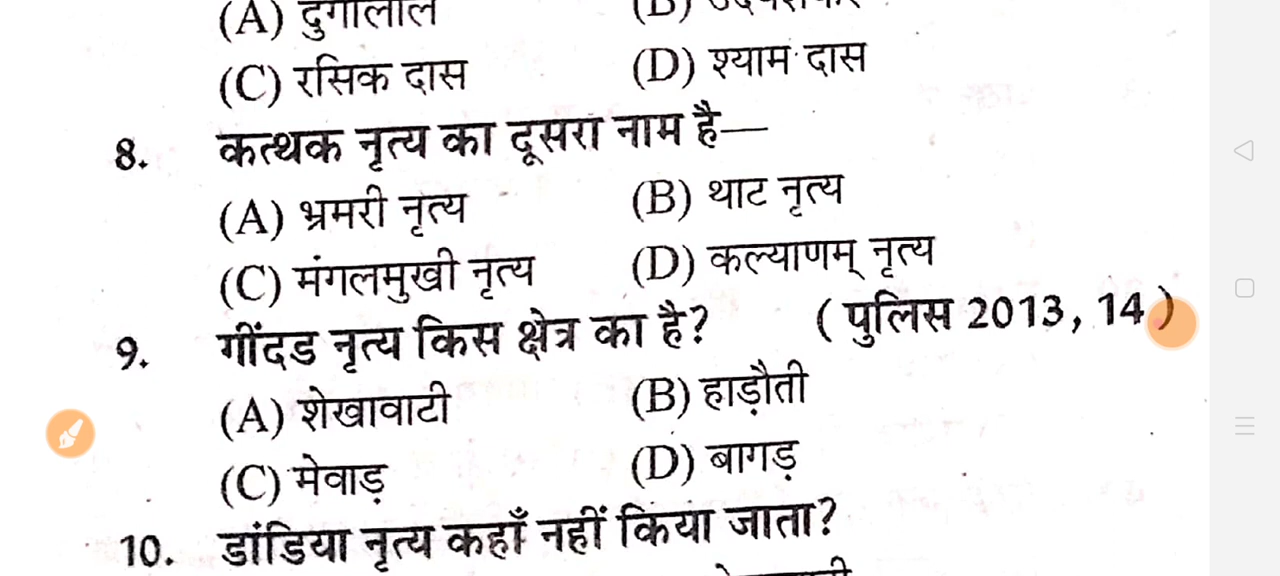 (A) दुर्गालाल (B)
(C) रसिक दास (D) श्याम दास
8. कत्थक नृत्य का दूसरा नाम है—
(A) भ्रमरी नृत्य (B) थाट नृत्य
(C) मंगलमुखी नृत्य (D) कल्याणम् नृत्य
9. गींदड नृत्य किस क्षेत्र का है? (पुलिस 2013, 14)
(A) शेखावाटी (B) हाड़ौती
(C) मेवाड़ (D) बागड़
10. डांडिया नृत्य कहाँ नहीं किया जाता?